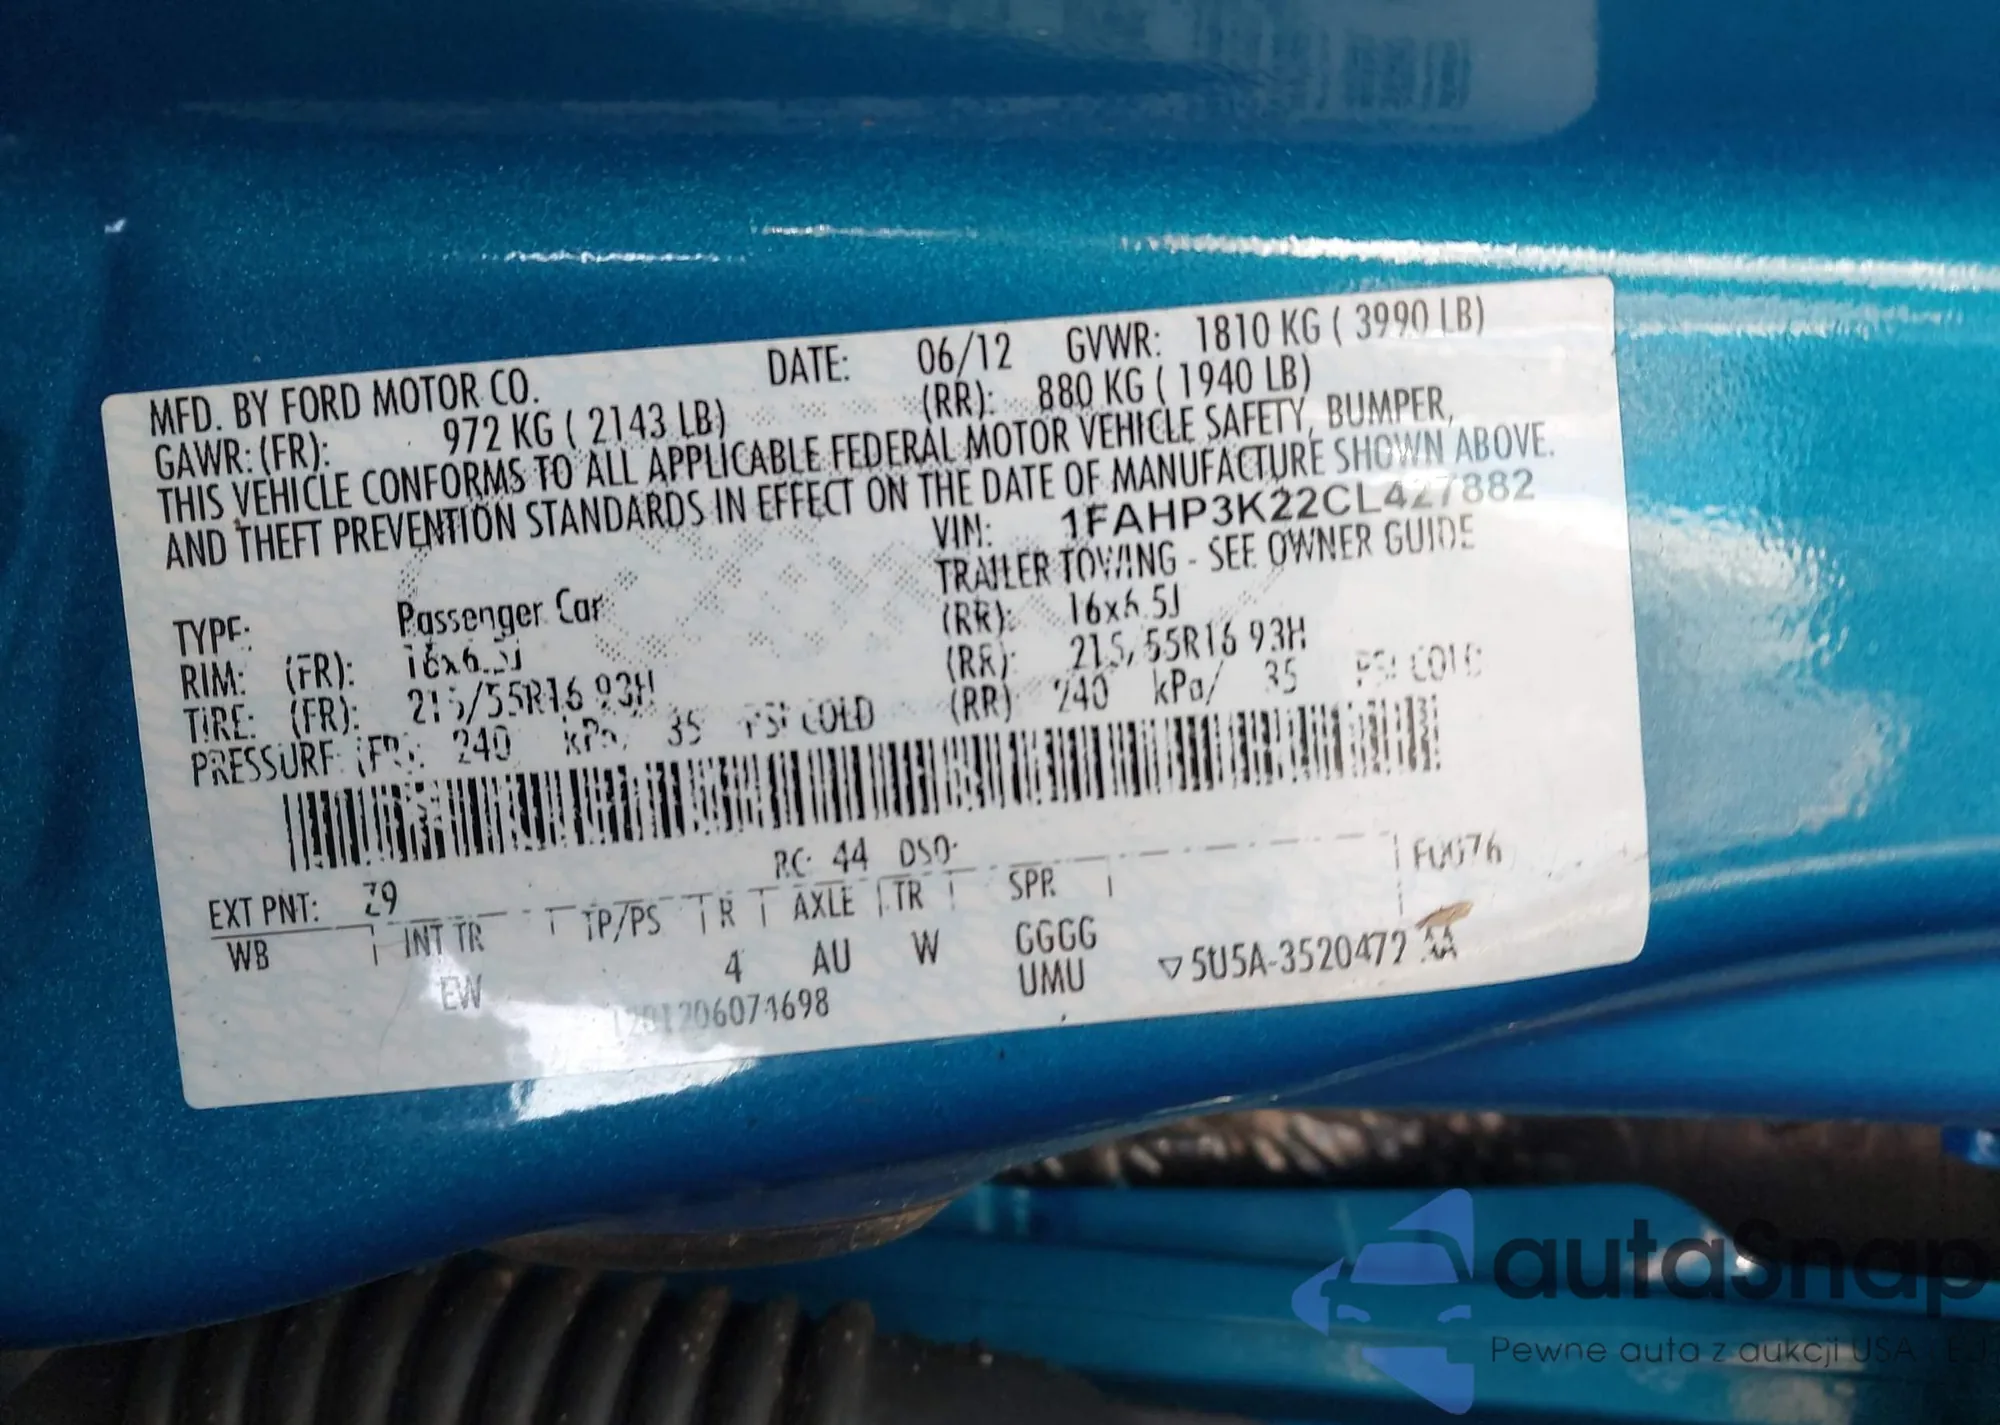 MFD. BY FORD MOTOR CO. DATE: 06/12 GVWR: 1810 KG ( 3990 LB)
GAWR: (FR): 972 KG ( 2143 LB) (RR): 880 KG ( 1940 LB)
THIS VEHICLE CONFORMS TO ALL APPLICABLE FEDERAL MOTOR VEHICLE SAFETY, BUMPER,
AND THEFT PREVENTION STANDARDS IN EFFECT ON THE DATE OF MANUFACTURE SHOWN ABOVE.
VIN: 1FAHP3K22CL427882
TRAILER TOWING - SEE OWNER GUIDE
TYPE: Passenger Car
RIM: (FR): 16x6.5J (RR): 16x6.5J
TIRE: (FR): 215/55R16 93H (RR): 215/55R16 93H
PRESSURE: (FR): 240 kPa/ 35 PSI COLD (RR) 240 kPa/ 35 PSI COLD
RC: 44 DSO:
EXT PNT: Z9
WB INT TR TP/PS R AXLE TR SPR
EW 4 AU W GGGG
UMU
▽5U5A-3520472 AA
autaSnap
Pewne auta z aukcji USA